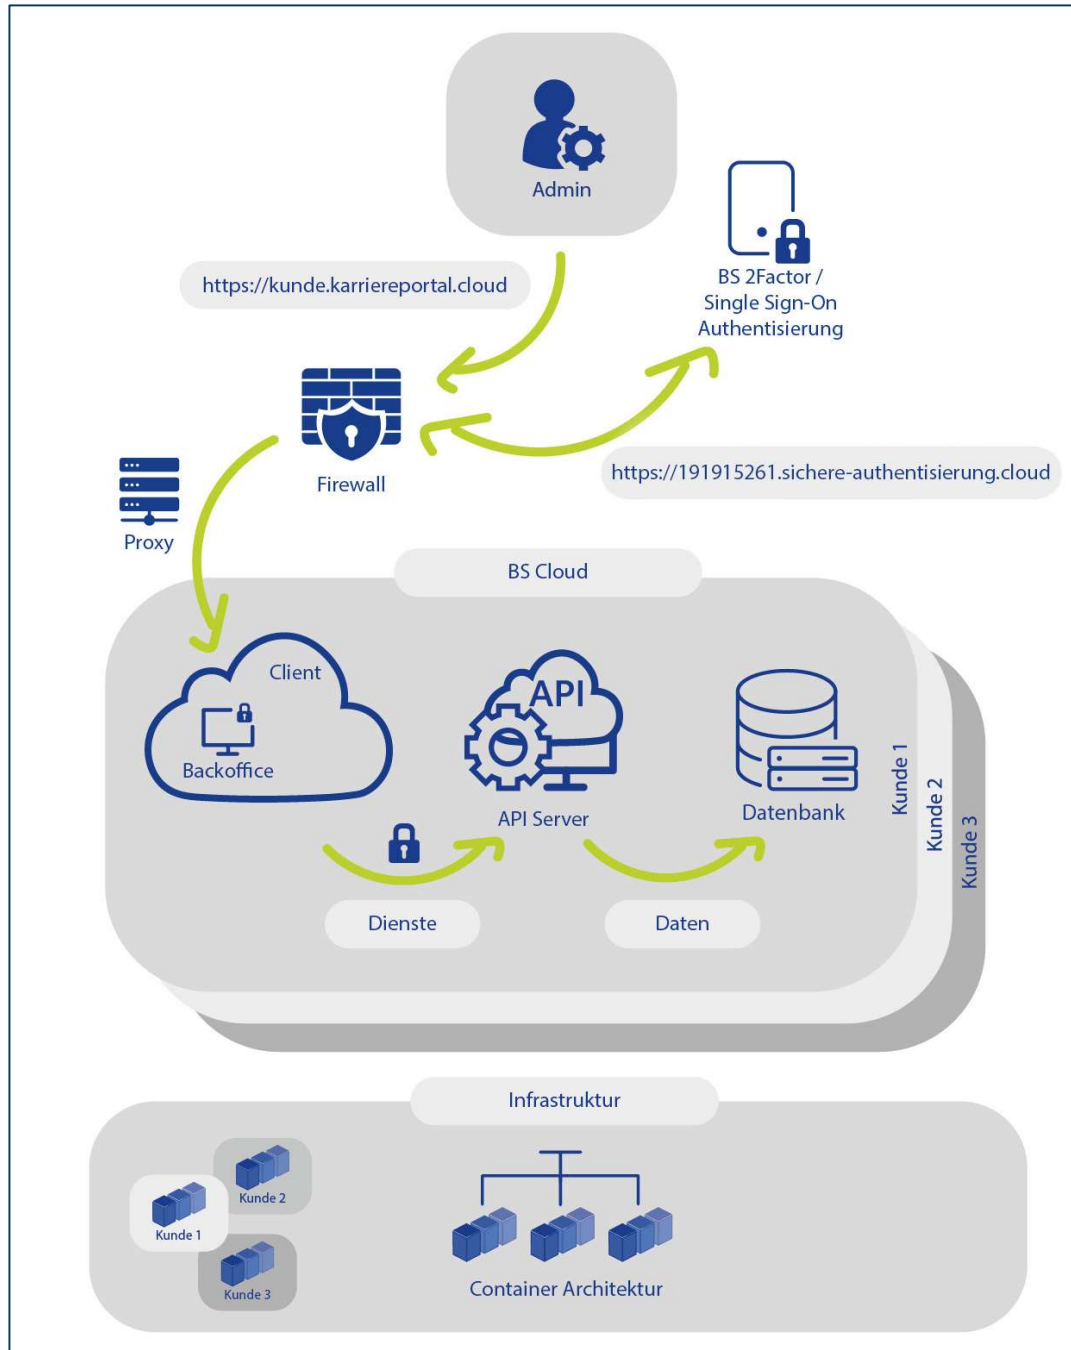 Admin
https://kunde.karriereportal.cloud
BS 2Factor /
Single Sign-On
Authentisierung
Firewall
https://191915261.sichere-authentisierung.cloud
Proxy
BS Cloud
Client
Backoffice
API
API Server
Datenbank
Kunde 1
Kunde 2
Kunde 3
Dienste
Daten
Infrastruktur
Kunde 2
Kunde 1
Kunde 3
Container Architektur